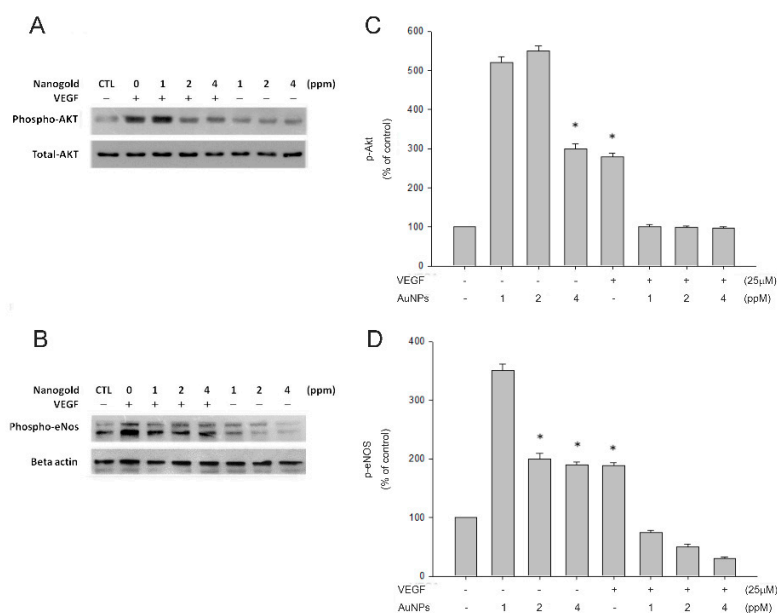 A
Nanogold CTL 0 1 2 4 1 2 4 (ppm)
VEGF – + + + + – – –
Phospho-AKT
Total-AKT
B
Nanogold CTL 0 1 2 4 1 2 4 (ppm)
VEGF – + + + + – – –
Phospho-eNos
Beta actin
C
600
500
400
300
200
100
0
p-Akt
(% of control)
* *
VEGF - - - - + + + + (25μM)
AuNPs - 1 2 4 - 1 2 4 (ppM)
D
400
300
200
100
0
p-eNOS
(% of control)
* * *
VEGF - - - - + + + + (25μM)
AuNPs - 1 2 4 - 1 2 4 (ppM)